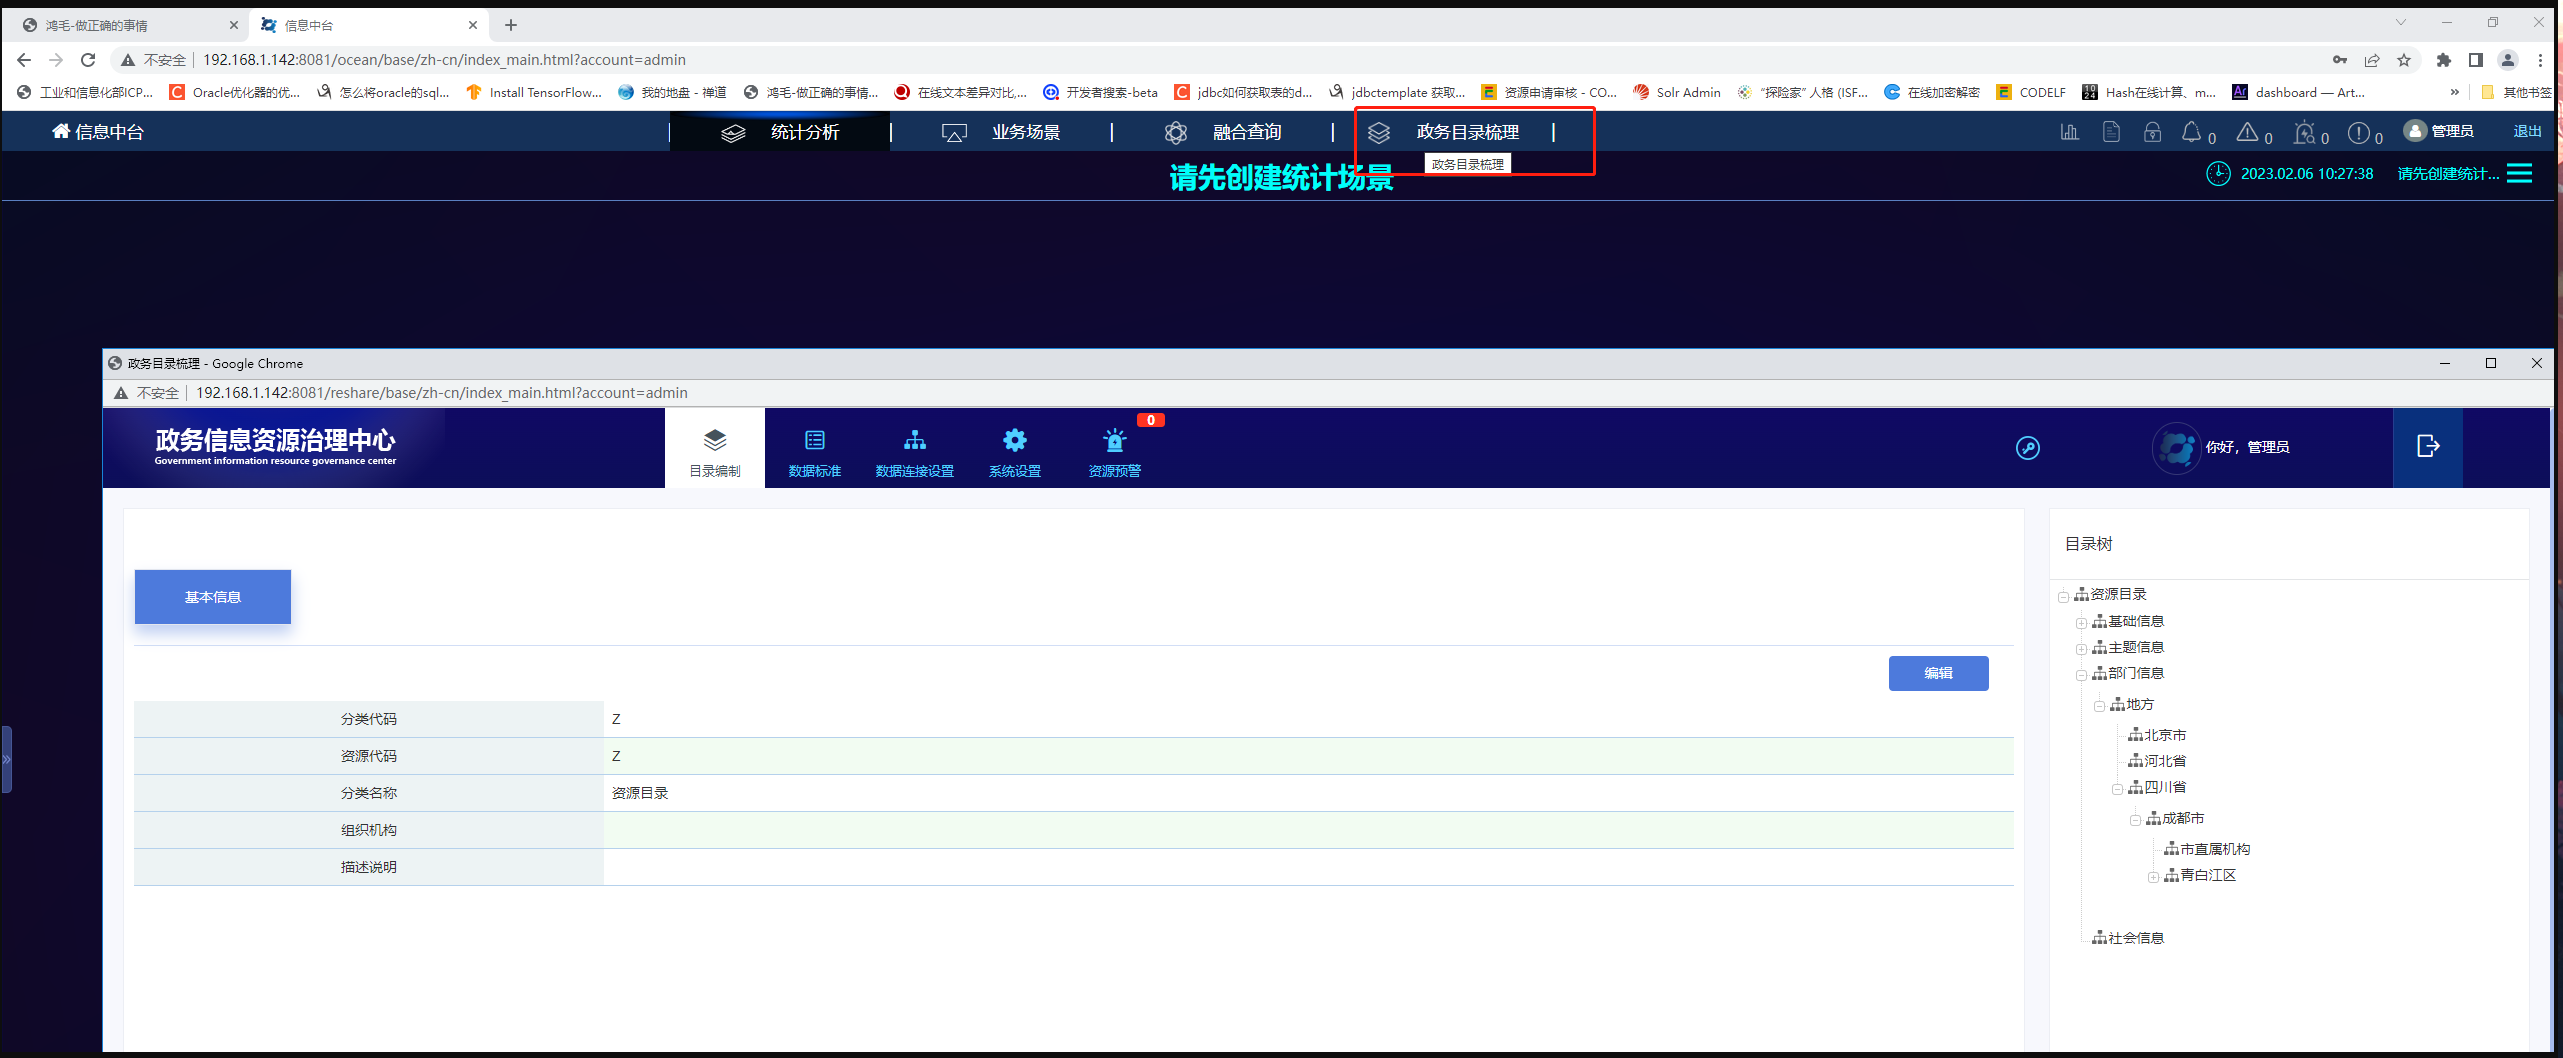 鸿毛-做正确的事情
信息中台
不安全 192.168.1.142:8081/ocean/base/zh-cn/index_main.html?account=admin
工业和信息化部ICP... Oracle优化器的优... 怎么将oracle的sql... Install TensorFlow... 我的地盘 - 禅道 鸿毛-做正确的事情... 在线文本差异对比,... 开发者搜索-beta jdbc如何获取表的d... jdbctemplate 获取... 资源申请审核 - CO... Solr Admin “探险家” 人格 (ISF... 在线加密解密 CODELF Hash在线计算、m... dashboard — Art... » 其他书签
信息中台 统计分析 业务场景 融合查询 政务目录梳理 0 0 0 0 管理员 退出
政务目录梳理
请先创建统计场景
2023.02.06 10:27:38 请先创建统计...
政务目录梳理 - Google Chrome
不安全 192.168.1.142:8081/reshare/base/zh-cn/index_main.html?account=admin
政务信息资源治理中心
Government information resource governance center
目录编制 数据标准 数据连接设置 系统设置 资源预警 0
你好，管理员
基本信息
编辑
分类代码 Z
资源代码 Z
分类名称 资源目录
组织机构
描述说明
目录树
资源目录
基础信息
主题信息
部门信息
地方
北京市
河北省
四川省
成都市
市直属机构
青白江区
社会信息